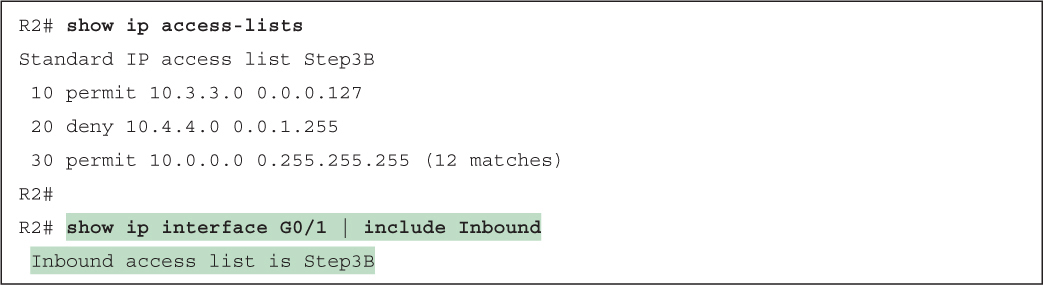 R2# show ip access-lists
Standard IP access list Step3B
10 permit 10.3.3.0 0.0.0.127
20 deny 10.4.4.0 0.0.1.255
30 permit 10.0.0.0 0.255.255.255 (12 matches)
R2#
R2# show ip interface G0/1 | include Inbound
Inbound access list is Step3B